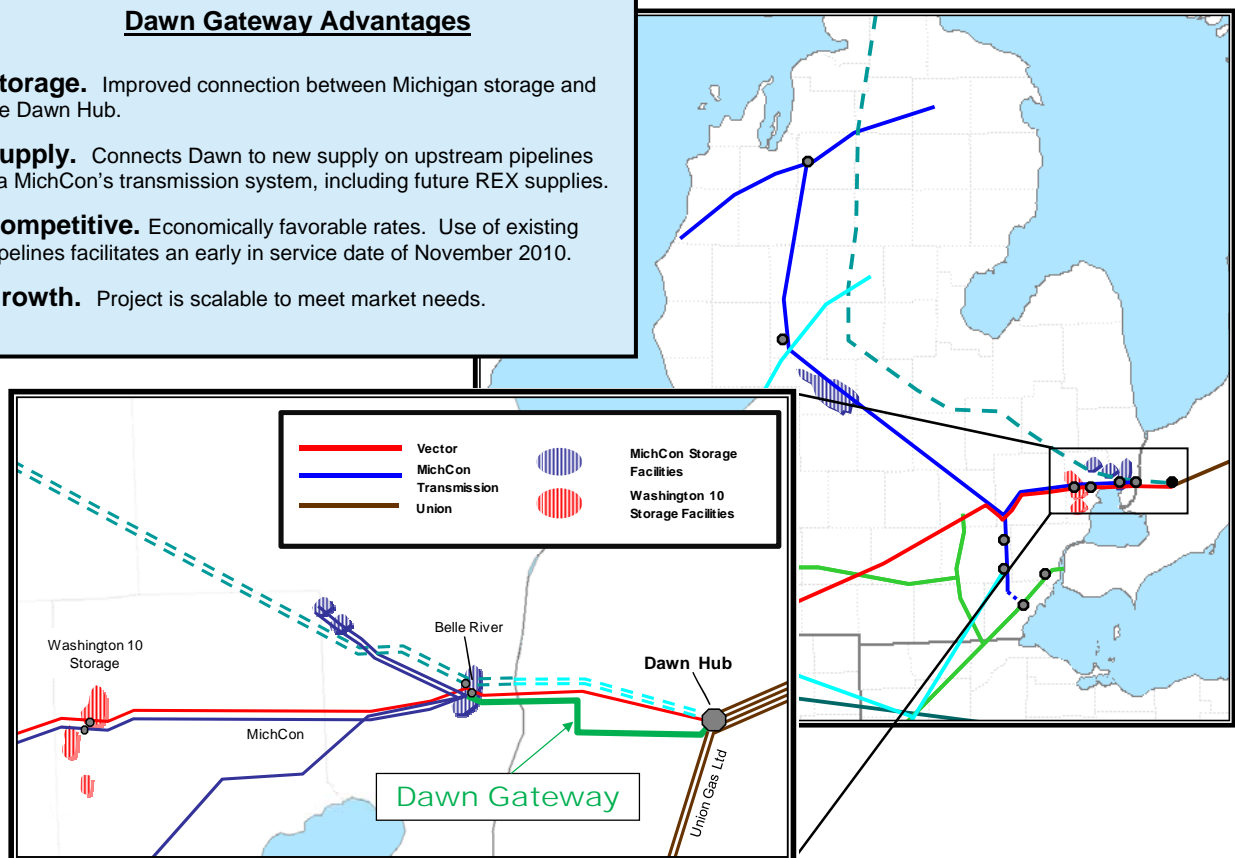 Dawn Gateway Advantages
torage. Improved connection between Michigan storage and
e Dawn Hub.
upply. Connects Dawn to new supply on upstream pipelines
a MichCon's transmission system, including future REX supplies.
ompetitive. Economically favorable rates. Use of existing
pelines facilitates an early in service date of November 2010.
rowth. Project is scalable to meet market needs.
Vector
MichCon
Transmission
Union
MichCon Storage
Facilities
Washington 10
Storage Facilities
Washington 10
Storage
Belle River
Dawn Hub
MichCon
Dawn Gateway
Union Gas Ltd